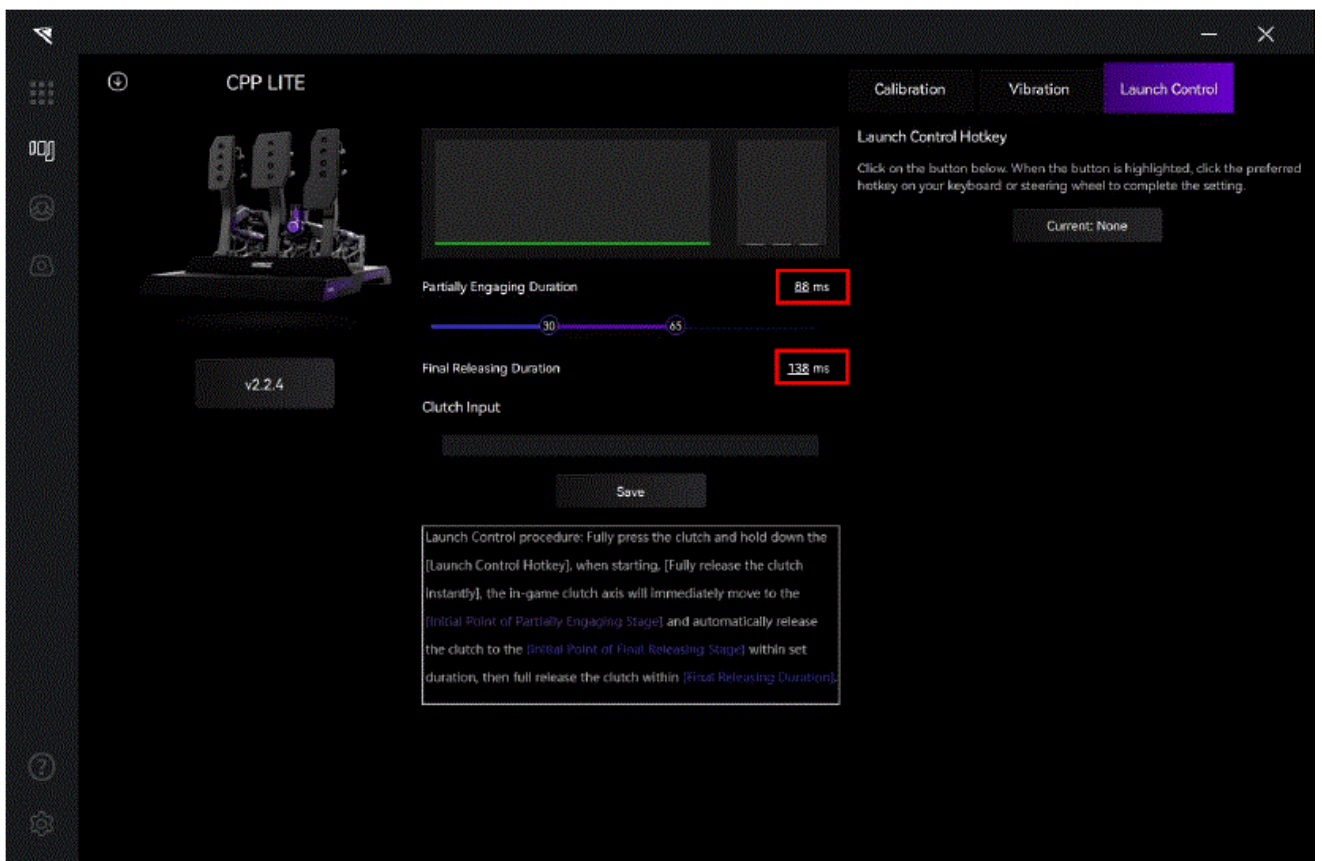 CPP LITE
Calibration
Vibration
Launch Control
Launch Control Hotkey
Click on the button below. When the button is highlighted, click the preferred
hotkey on your keyboard or steering wheel to complete the setting.
Current: None
Partially Engaging Duration
88 ms
30
65
Final Releasing Duration
138 ms
v2.2.4
Clutch Input
Save
Launch Control procedure: Fully press the clutch and hold down the
[Launch Control Hotkey], when starting, [Fully release the clutch
instantly], the in-game clutch axis will immediately move to the
[Initial Point of Partially Engaging Stage] and automatically release
the clutch to the [Initial Point of Final Releasing Stage] within set
duration, then full release the clutch within [Final Releasing Duration].